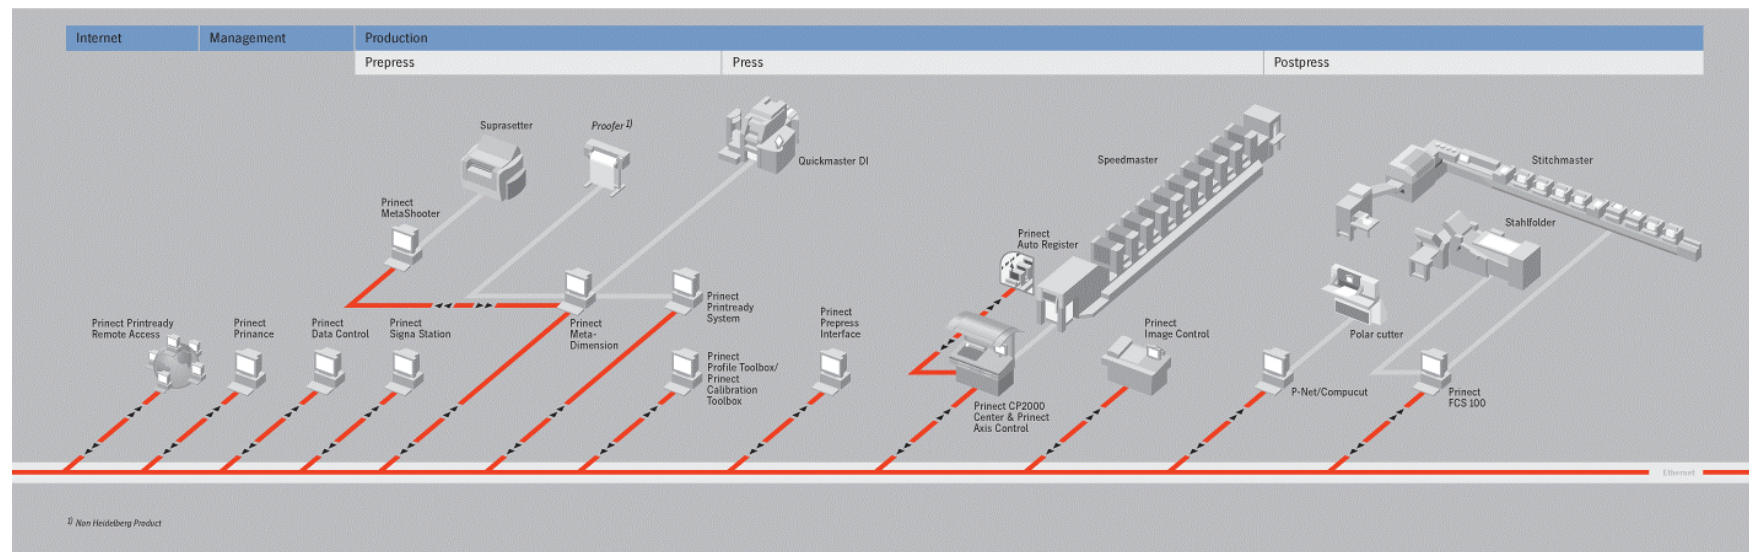 Internet
Management
Production
Prepress
Press
Postpress
Suprasetter
Proofer 1)
Quickmaster DI
Speedmaster
Stitchmaster
Prinect
MetaShooter
Stahlfolder
Prinect
Auto Register
Prinect Printready
Remote Access
Prinect
Prinance
Prinect
Data Control
Prinect
Signa Station
Prinect
Meta-
Dimension
Prinect
Printready
System
Prinect
Prepress
Interface
Prinect
Image Control
Polar cutter
Prinect
Profile Toolbox/
Prinect
Calibration
Toolbox
Prinect CP2000
Center & Prinect
Axis Control
P-Net/Compucut
Prinect
FCS 100
Ethernet
1) Non Heidelberg Product